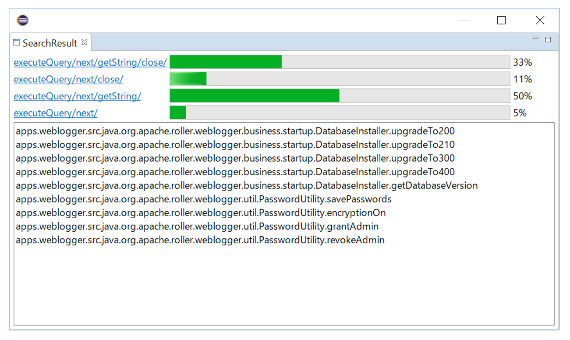 SearchResult
executeQuery/next/getString/close/ 33%
executeQuery/next/close/ 11%
executeQuery/next/getString/ 50%
executeQuery/next/ 5%
apps.weblogger.src.java.org.apache.roller.weblogger.business.startup.DatabaseInstaller.upgradeTo200
apps.weblogger.src.java.org.apache.roller.weblogger.business.startup.DatabaseInstaller.upgradeTo210
apps.weblogger.src.java.org.apache.roller.weblogger.business.startup.DatabaseInstaller.upgradeTo300
apps.weblogger.src.java.org.apache.roller.weblogger.business.startup.DatabaseInstaller.upgradeTo400
apps.weblogger.src.java.org.apache.roller.weblogger.business.startup.DatabaseInstaller.getDatabaseVersion
apps.weblogger.src.java.org.apache.roller.weblogger.util.PasswordUtility.savePasswords
apps.weblogger.src.java.org.apache.roller.weblogger.util.PasswordUtility.encryptionOn
apps.weblogger.src.java.org.apache.roller.weblogger.util.PasswordUtility.grantAdmin
apps.weblogger.src.java.org.apache.roller.weblogger.util.PasswordUtility.revokeAdmin